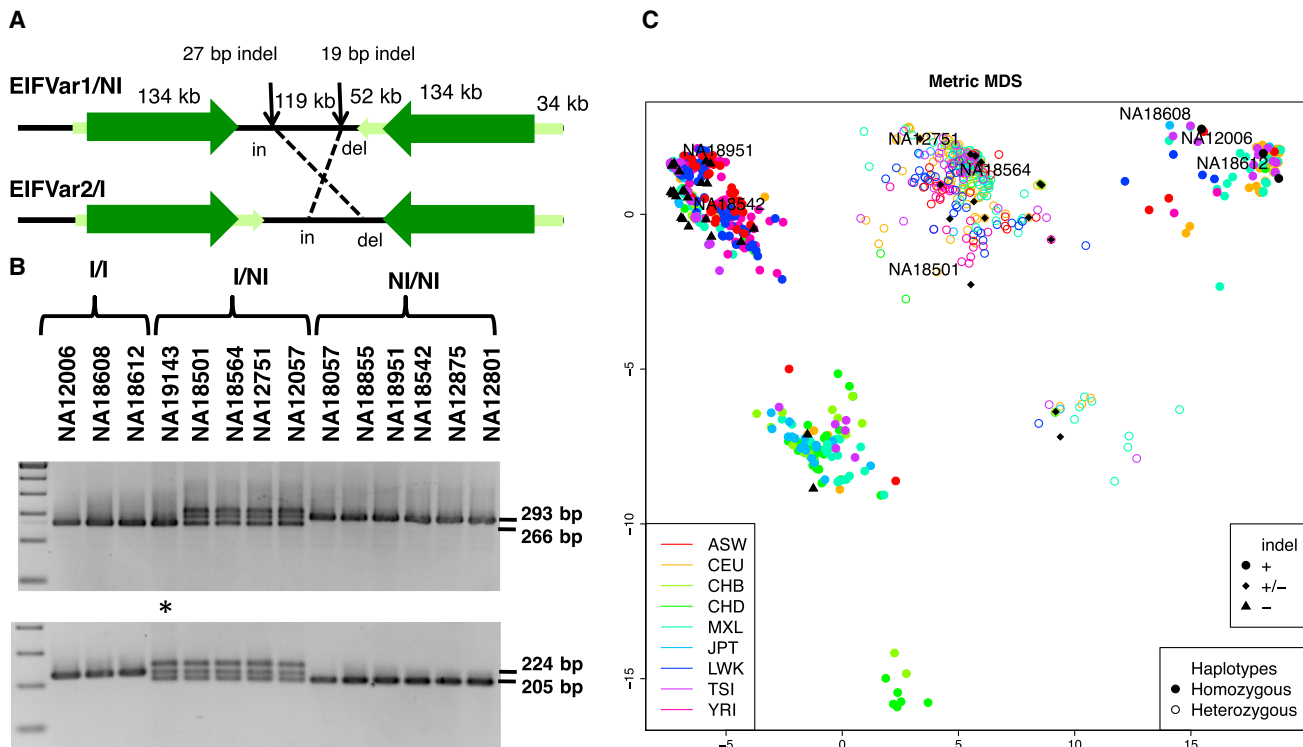 A
27 bp indel
19 bp indel
EIFVar1/NI
134 kb
119 kb
52 kb
134 kb
34 kb
in
del
EIFVar2/I
in
del
B
I/I
I/NI
NI/NI
NA12006
NA18608
NA18612
NA19143
NA18501
NA18564
NA12751
NA12057
NA18057
NA18855
NA18951
NA18542
NA12875
NA12801
293 bp
266 bp
*
224 bp
205 bp
C
Metric MDS
NA18951
NA18542
NA12751
NA18564
NA18501
NA18608
NA12006
NA18612
0
−5
−10
−15
−5
0
5
10
15
ASW
CEU
CHB
CHD
MXL
JPT
LWK
TSI
YRI
indel
+
+/−
−
Haplotypes
Homozygous
Heterozygous